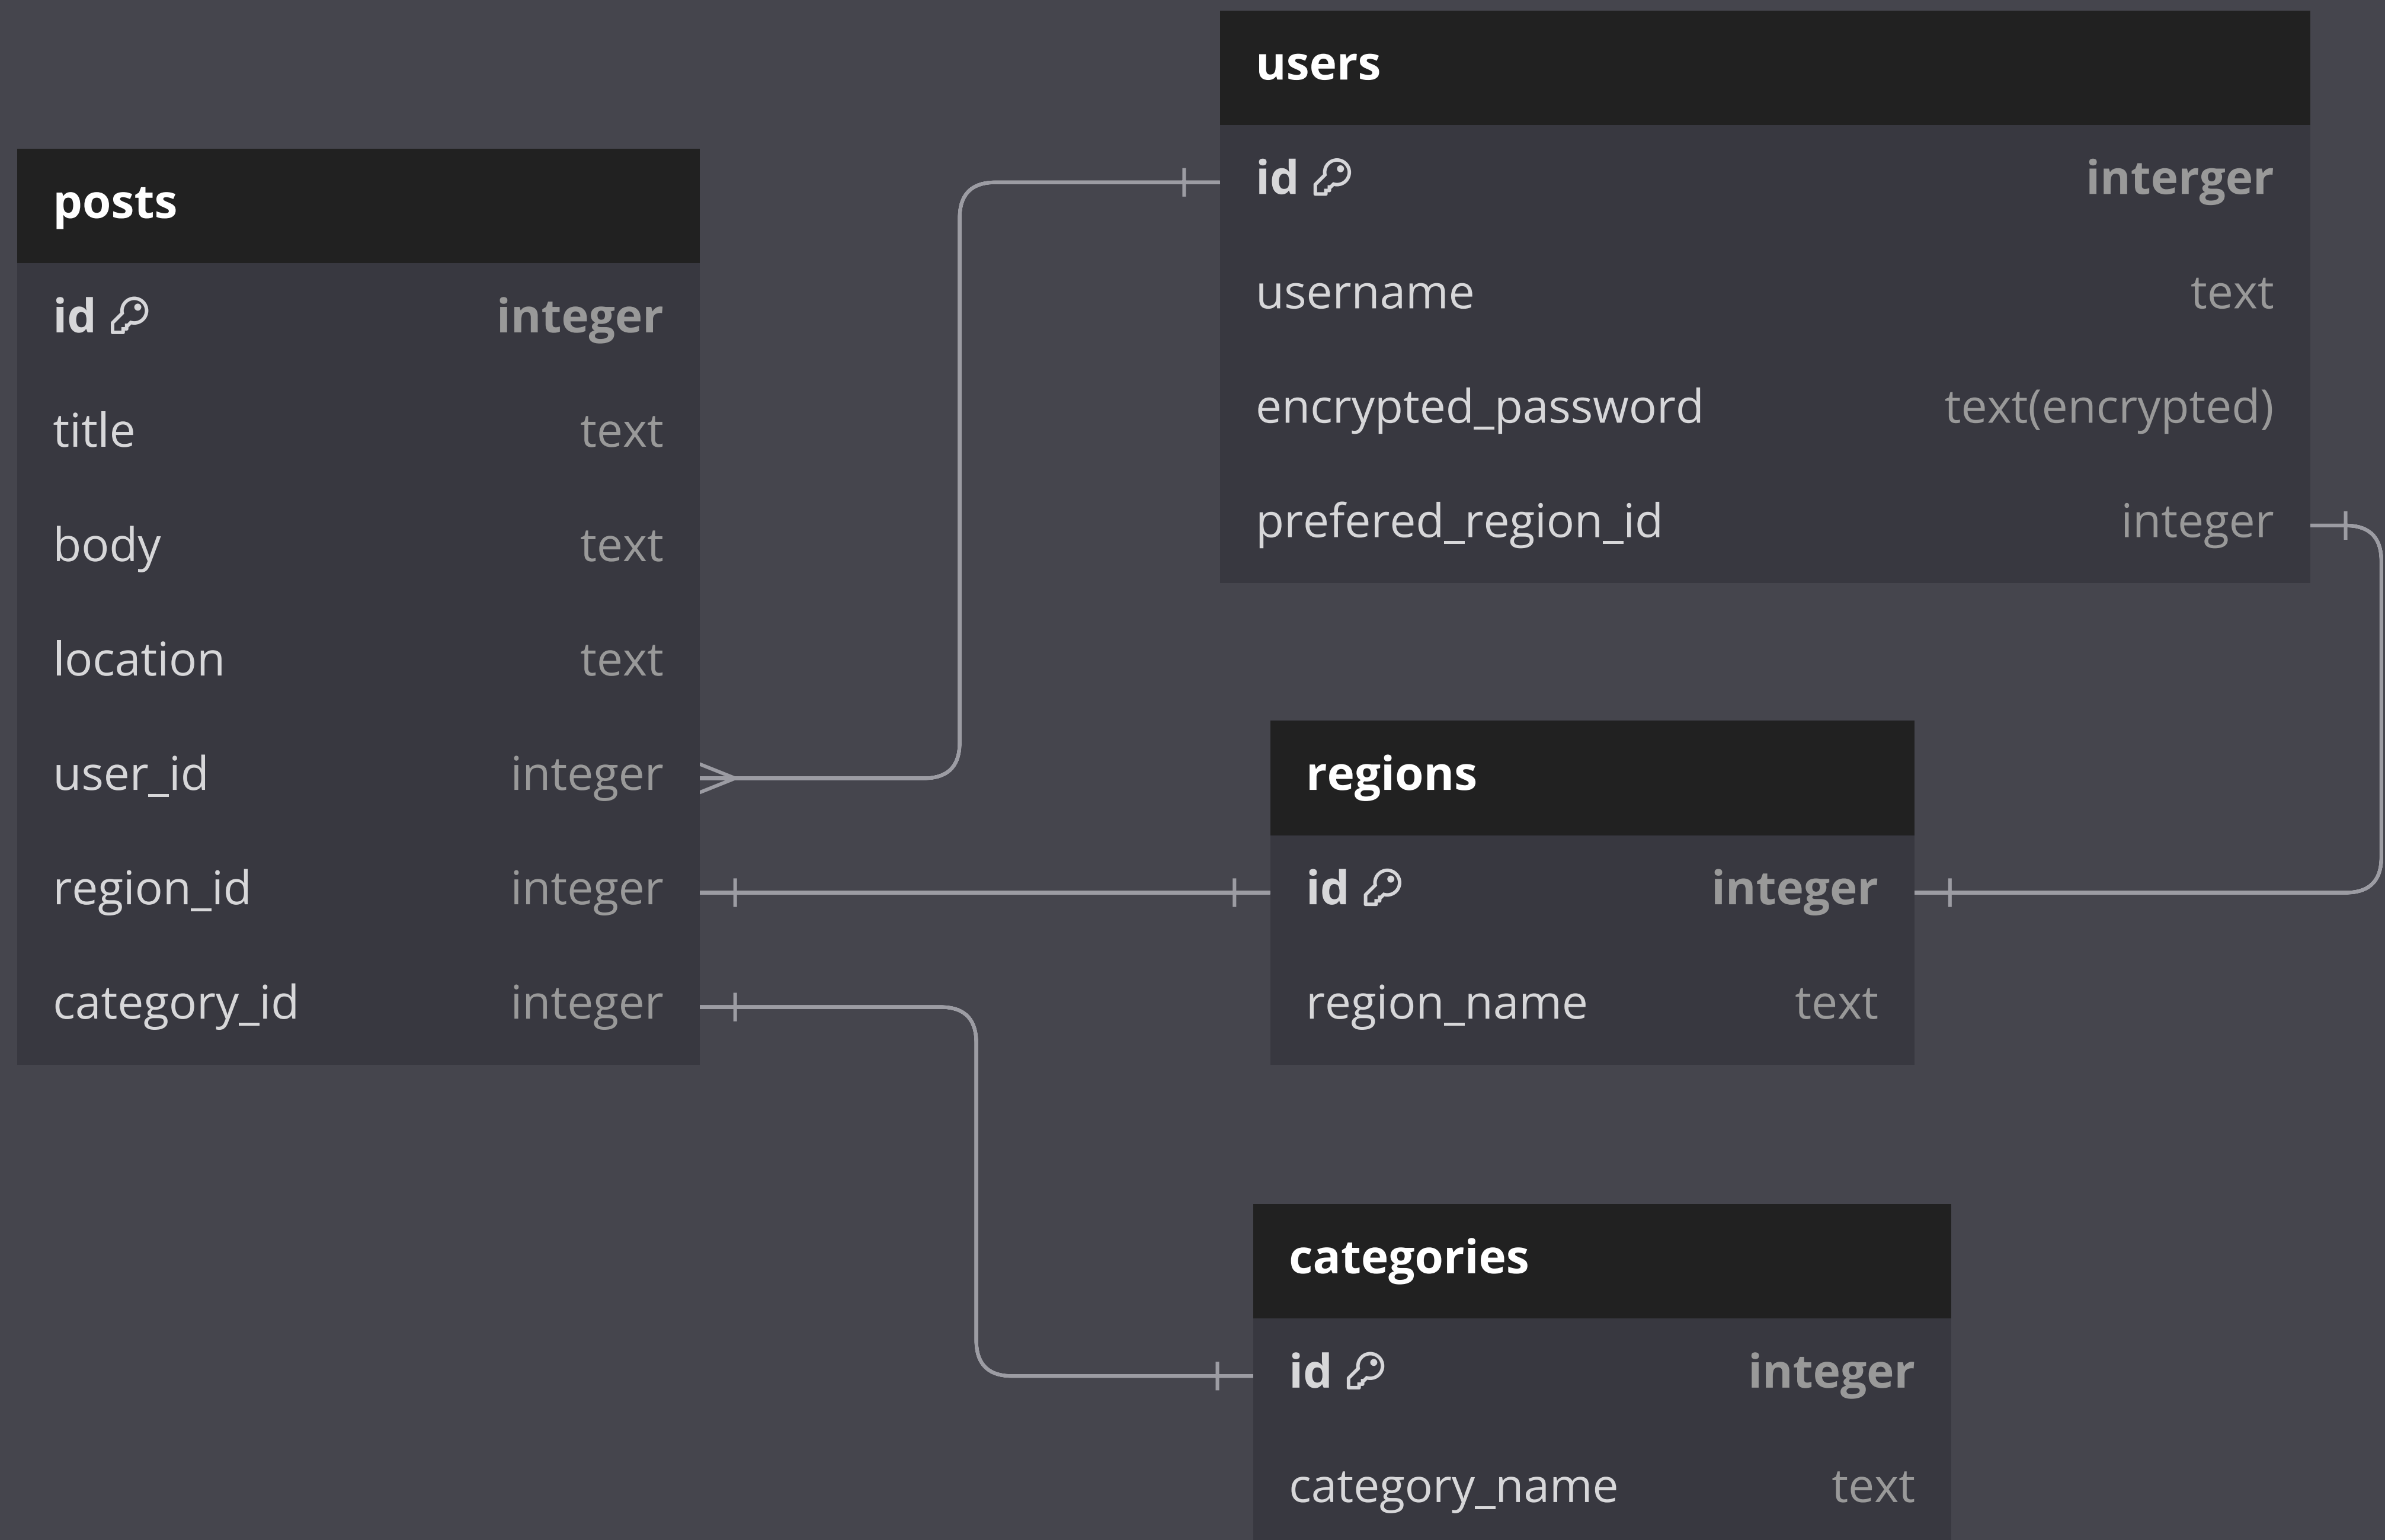 posts
id integer
title text
body text
location text
user_id integer
region_id integer
category_id integer
users
id interger
username text
encrypted_password text(encrypted)
prefered_region_id integer
regions
id integer
region_name text
categories
id integer
category_name text